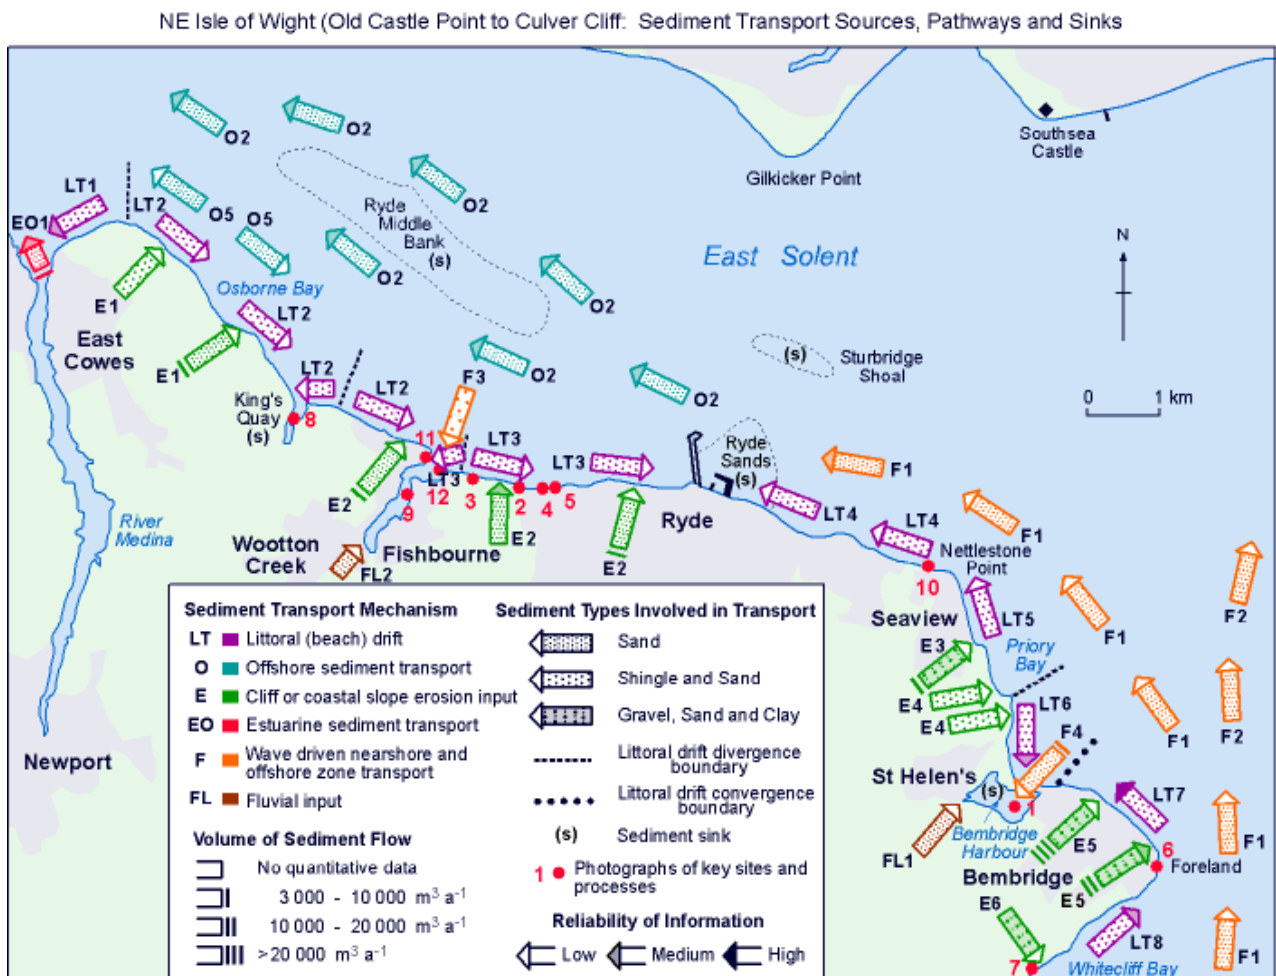 NE Isle of Wight (Old Castle Point to Culver Cliff:  Sediment Transport Sources, Pathways and Sinks
O2
O2
Southsea
Castle
Gilkicker Point
LT1
LT2
O5
O5
O2
EO1
Ryde
Middle
Bank
(s)
East Solent
N
O2
O2
E1
Osborne Bay
LT2
East
Cowes
E1
LT2
LT2
F3
O2
O2
(s)
Sturbridge
Shoal
0
1 km
King's
Quay
(s)
8
11
LT3
LT3
Ryde
Sands
(s)
F1
12
LT3
3
2
4
5
9
E2
LT4
LT4
F1
River
Medina
Wootton
Creek
Fishbourne
E2
E2
Ryde
FL2
Nettlestone
Point
10
Seaview
LT5
F1
F2
E3
Priory
Bay
E4
E4
LT6
F4
F1
F2
Newport
St Helen's
(s)
1
LT7
Bembridge
Harbour
FL1
E5
6
F1
Foreland
Bembridge
E5
E6
LT8
F1
7
Whitecliff Bay
Sediment Transport Mechanism
LT Littoral (beach) drift
O Offshore sediment transport
E Cliff or coastal slope erosion input
EO Estuarine sediment transport
F Wave driven nearshore and
offshore zone transport
FL Fluvial input
Volume of Sediment Flow
No quantitative data
3 000 - 10 000 m³ a⁻¹
10 000 - 20 000 m³ a⁻¹
>20 000 m³ a⁻¹
Sediment Types Involved in Transport
Sand
Shingle and Sand
Gravel, Sand and Clay
Littoral drift divergence
boundary
Littoral drift convergence
boundary
(s) Sediment sink
1 Photographs of key sites and
processes
Reliability of Information
Low Medium High